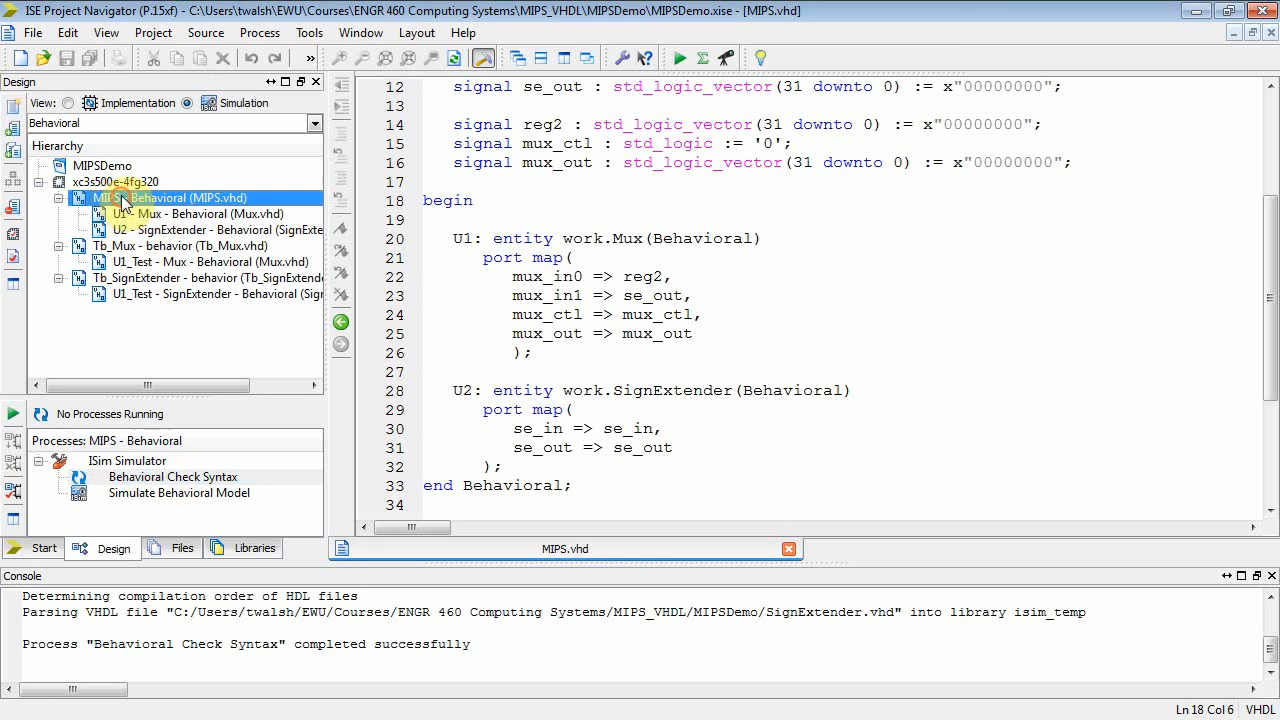 ISE Project Navigator (P.15xf) - C:\Users\twalsh\EWU\Courses\ENGR 460 Computing Systems\MIPS_VHDL\MIPSDemo\MIPSDemo.xise - [MIPS.vhd]
File Edit View Project Source Process Tools Window Layout Help
Design
View: Implementation Simulation
Behavioral
Hierarchy
MIPSDemo
xc3s500e-4fg320
MIPS - Behavioral (MIPS.vhd)
U1 - Mux - Behavioral (Mux.vhd)
U2 - SignExtender - Behavioral (SignExte
Tb_Mux - behavior (Tb_Mux.vhd)
U1_Test - Mux - Behavioral (Mux.vhd)
Tb_SignExtender - behavior (Tb_SignExtender
U1_Test - SignExtender - Behavioral (Sig
No Processes Running
Processes: MIPS - Behavioral
ISim Simulator
Behavioral Check Syntax
Simulate Behavioral Model
Start Design Files Libraries
12 signal se_out : std_logic_vector(31 downto 0) := x"00000000";
13
14 signal reg2 : std_logic_vector(31 downto 0) := x"00000000";
15 signal mux_ctl : std_logic := '0';
16 signal mux_out : std_logic_vector(31 downto 0) := x"00000000";
17
18 begin
19
20 U1: entity work.Mux(Behavioral)
21 port map(
22 mux_in0 => reg2,
23 mux_in1 => se_out,
24 mux_ctl => mux_ctl,
25 mux_out => mux_out
26 );
27
28 U2: entity work.SignExtender(Behavioral)
29 port map(
30 se_in => se_in,
31 se_out => se_out
32 );
33 end Behavioral;
34
MIPS.vhd
Console
Determining compilation order of HDL files
Parsing VHDL file "C:/Users/twalsh/EWU/Courses/ENGR 460 Computing Systems/MIPS_VHDL/MIPSDemo/SignExtender.vhd" into library isim_temp
Process "Behavioral Check Syntax" completed successfully
Ln 18 Col 6 VHDL